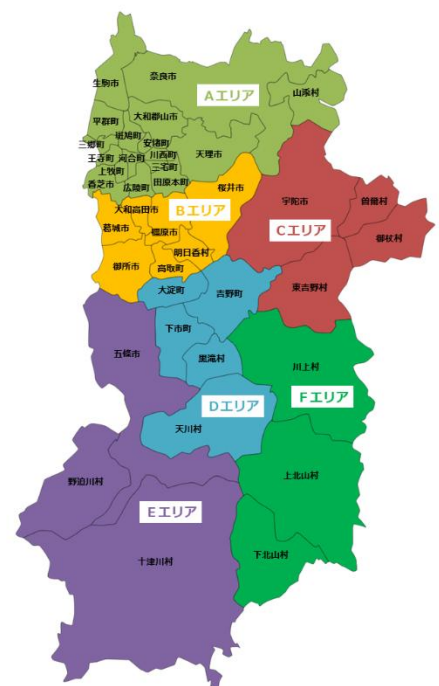 奈良市
生駒市
Aエリア
山添村
平群町
大和郡山市
斑鳩町
安堵町
三郷町
天理市
王寺町
河合町
川西町
三宅町
上牧町
香芝市
広陵町
田原本町
桜井市
大和高田市
Bエリア
宇陀市
曽爾村
葛城市
橿原市
Cエリア
御杖村
明日香村
御所市
高取町
大淀町
吉野町
東吉野村
下市町
五條市
黒滝村
川上村
Dエリア
Fエリア
天川村
野迫川村
上北山村
Eエリア
十津川村
下北山村